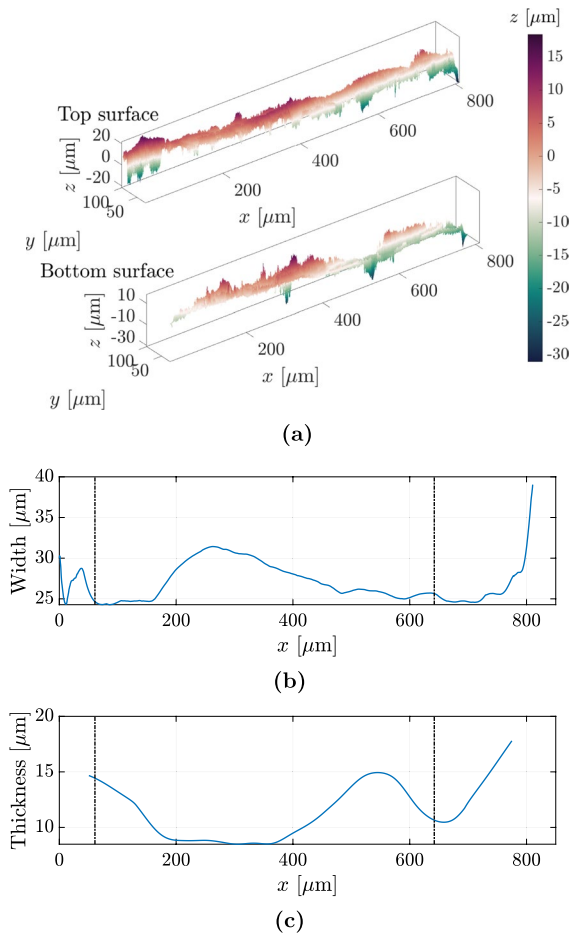 z [μm]
Top surface
20
0
-20
z [μm]
100
50
y [μm]
200
400
600
800
x [μm]
15
10
5
0
-5
-10
-15
-20
-25
-30
Bottom surface
10
-10
-30
z [μm]
100
50
y [μm]
200
400
600
800
x [μm]
(a)
40
35
30
25
Width [μm]
0 200 400 600 800
x [μm]
(b)
20
15
10
Thickness [μm]
0 200 400 600 800
x [μm]
(c)